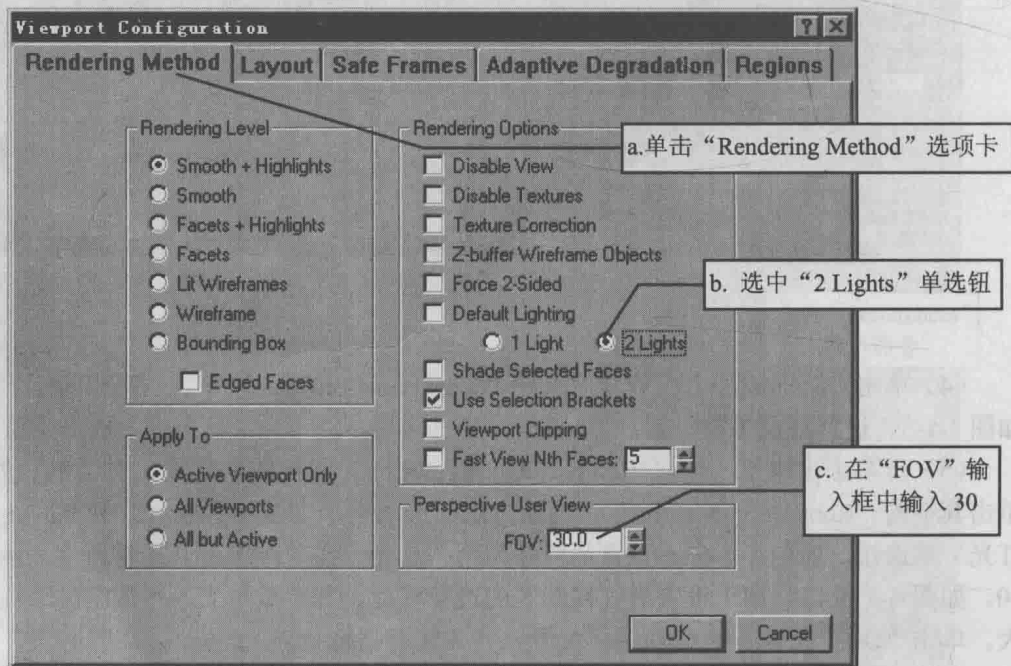 Viewport Configuration
Rendering Method Layout Safe Frames Adaptive Degradation Regions
Rendering Level
Smooth + Highlights
Smooth
Facets + Highlights
Facets
Lit Wireframes
Wireframe
Bounding Box
Edged Faces
Apply To
Active Viewport Only
All Viewports
All but Active
Rendering Options
Disable View
Disable Textures
Texture Correction
Z-buffer Wireframe Objects
Force 2-Sided
Default Lighting
1 Light 2 Lights
Shade Selected Faces
Use Selection Brackets
Viewport Clipping
Fast View Nth Faces: 5
Perspective User View
FOV: 30.0
OK Cancel
a.单击“Rendering Method”选项卡
b. 选中“2 Lights”单选钮
c. 在“FOV”输
入框中输入 30